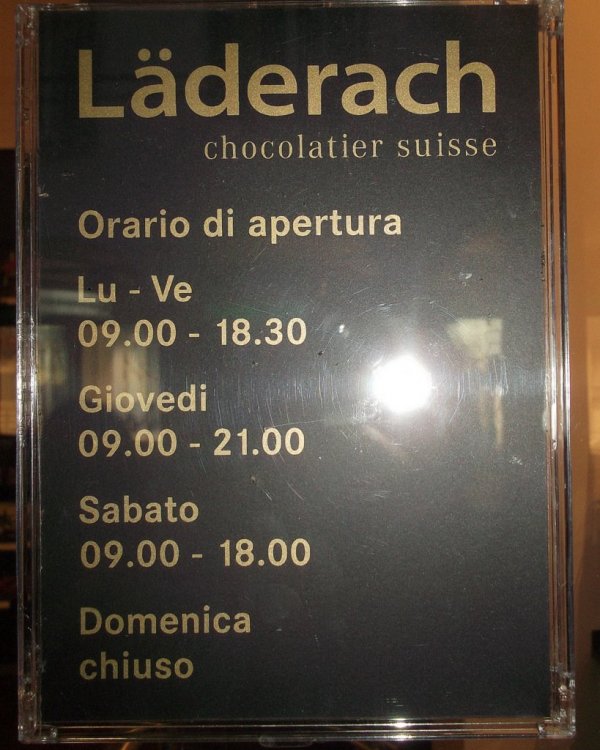 Läderach
chocolatier suisse
Orario di apertura
Lu - Ve
09.00 - 18.30
Giovedi
09.00 - 21.00
Sabato
09.00 - 18.00
Domenica
chiuso